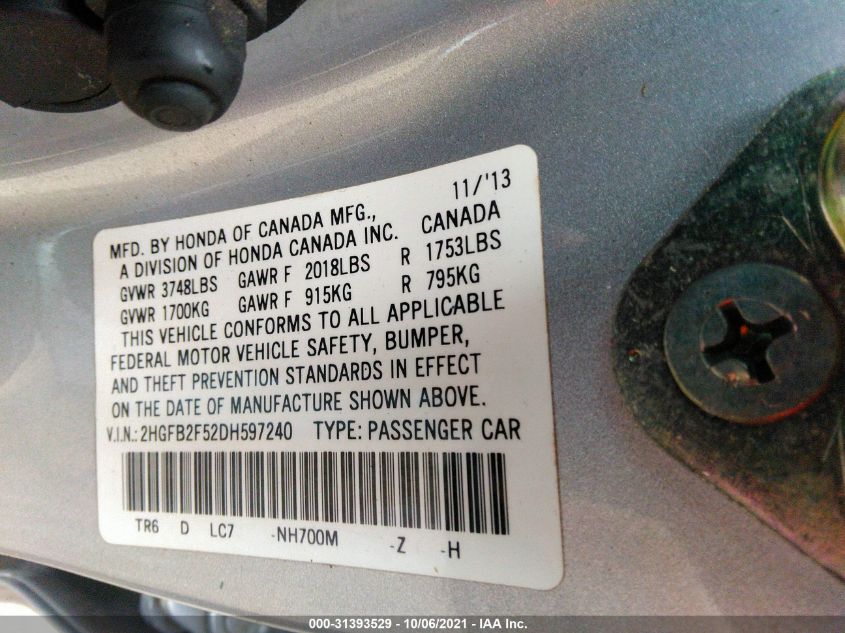 MFD. BY HONDA OF CANADA MFG., 11/'13
A DIVISION OF HONDA CANADA INC. CANADA
GVWR 3748LBS GAWR F 2018LBS R 1753LBS
GVWR 1700KG GAWR F 915KG R 795KG
THIS VEHICLE CONFORMS TO ALL APPLICABLE
FEDERAL MOTOR VEHICLE SAFETY, BUMPER,
AND THEFT PREVENTION STANDARDS IN EFFECT
ON THE DATE OF MANUFACTURE SHOWN ABOVE.
V.I.N.: 2HGFB2F52DH597240 TYPE: PASSENGER CAR
TR6 D LC7 -NH700M -Z -H
000-31393529 - 10/06/2021 - IAA Inc.